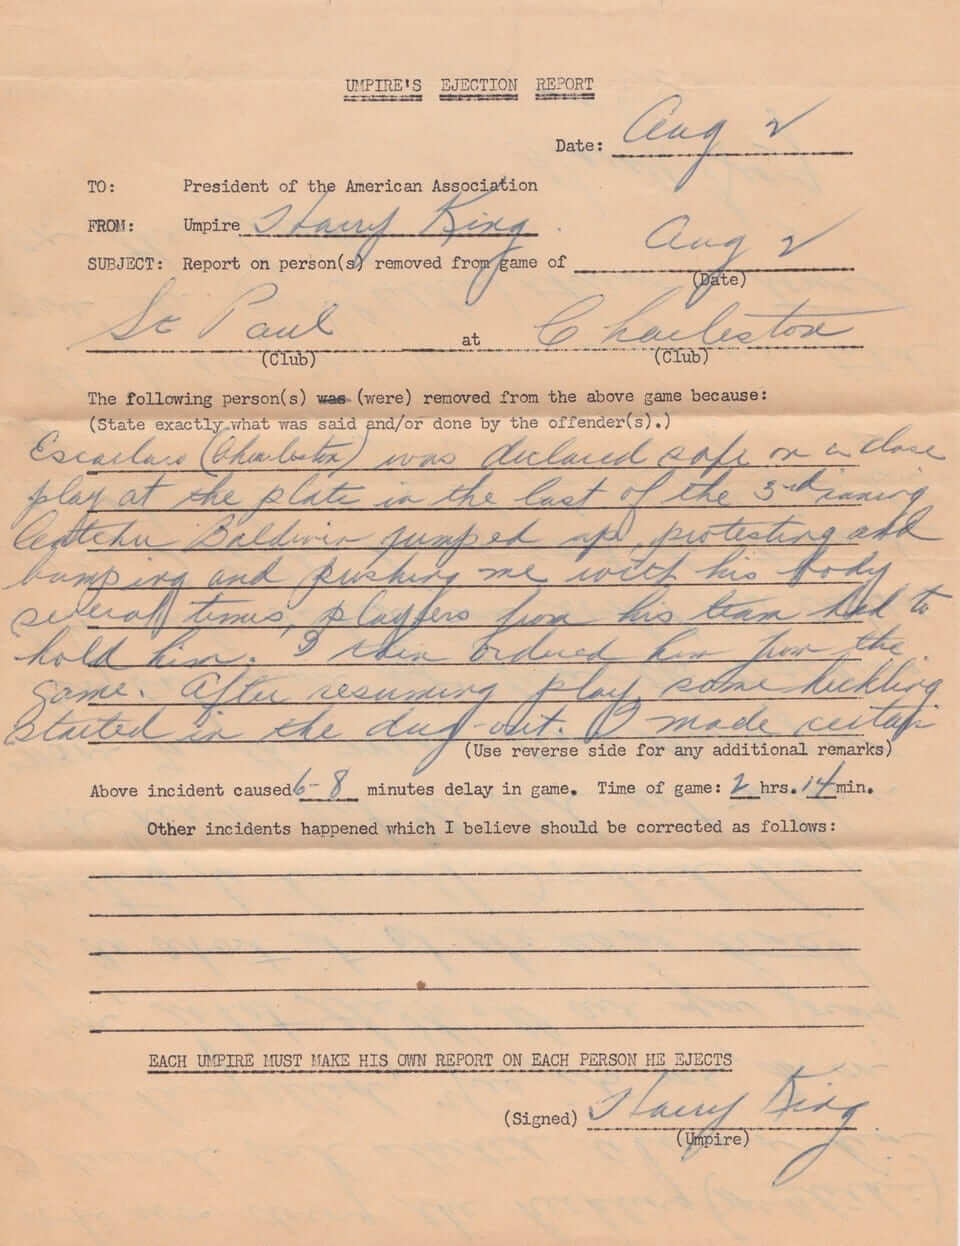 UMPIRE'S EJECTION REPORT
Date: Aug 2
TO: President of the American Association
FROM: Umpire Harry King
SUBJECT: Report on person(s) removed from game of Aug 2
(Date)
St Paul at Charleston
(Club) (Club)
The following person(s) was (were) removed from the above game because:
(State exactly what was said and/or done by the offender(s).)
(Charleston) was declared safe on a close
play at the plate in the last of the 3rd inning
Catcher Baldwin jumped up, protesting and
bumping and pushing me with his body
several times, players from his team had to
hold him. I then ordered him from the
game. After resuming play, some heckling
started in the dug-out. I made certain
(Use reverse side for any additional remarks)
Above incident caused 6-8 minutes delay in game. Time of game: 2 hrs. 14 min.
Other incidents happened which I believe should be corrected as follows:
EACH UMPIRE MUST MAKE HIS OWN REPORT ON EACH PERSON HE EJECTS
(Signed) Harry King
(Umpire)